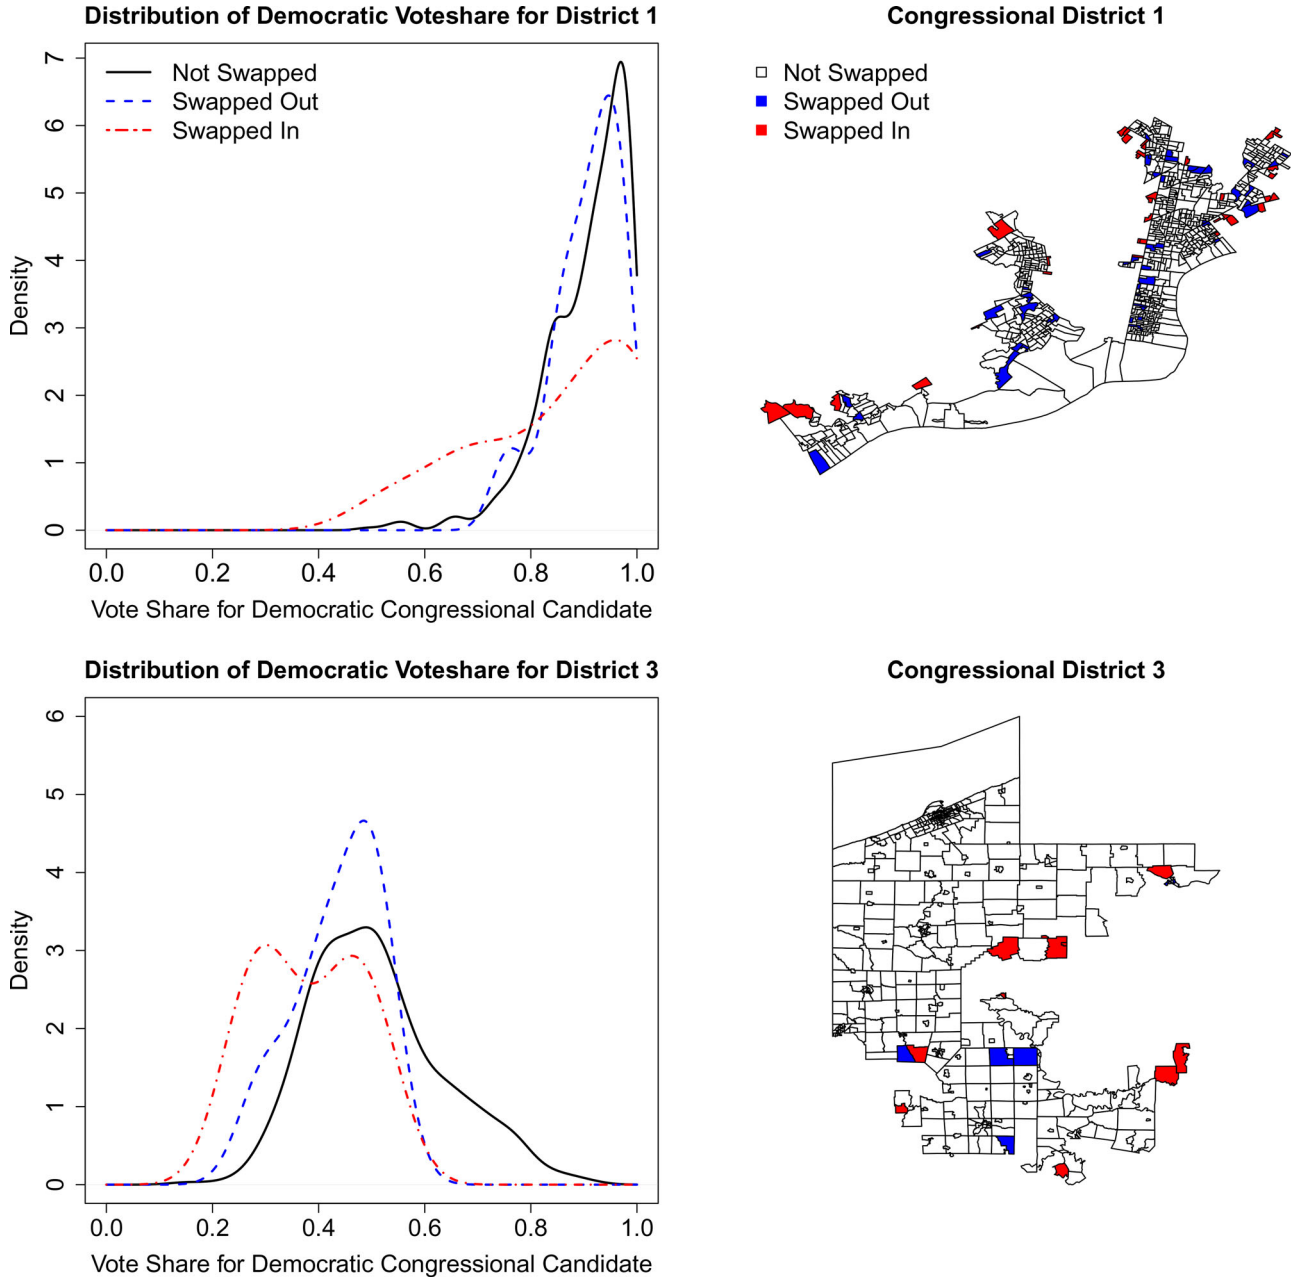 Distribution of Democratic Voteshare for District 1
7
6
5
4
3
2
1
0
Density
Not Swapped
Swapped Out
Swapped In
0.0 0.2 0.4 0.6 0.8 1.0
Vote Share for Democratic Congressional Candidate
Congressional District 1
Not Swapped
Swapped Out
Swapped In
Distribution of Democratic Voteshare for District 3
6
5
4
3
2
1
0
Density
0.0 0.2 0.4 0.6 0.8 1.0
Vote Share for Democratic Congressional Candidate
Congressional District 3